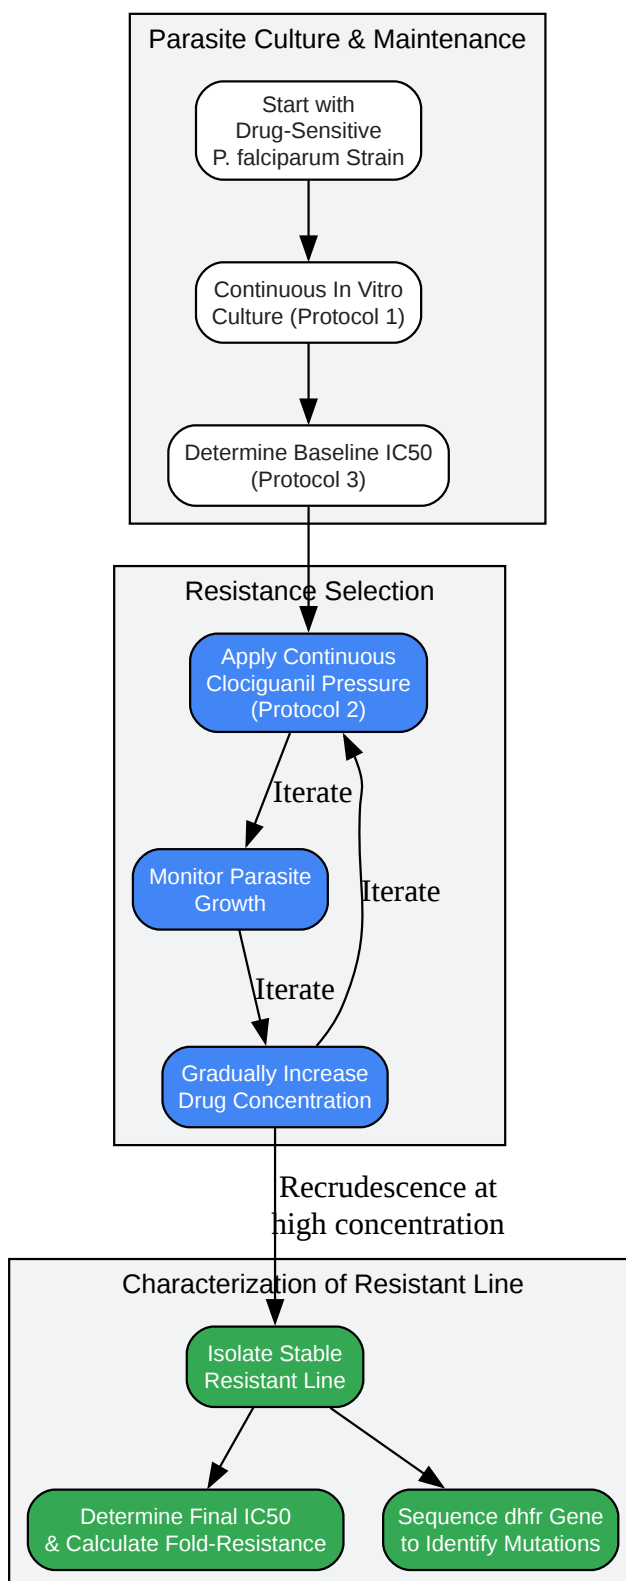 Parasite Culture & Maintenance
Start with
Drug-Sensitive
P. falciparum Strain
Continuous In Vitro
Culture (Protocol 1)
Determine Baseline IC50
(Protocol 3)
Resistance Selection
Apply Continuous
Clociguanil Pressure
(Protocol 2)
Iterate
Monitor Parasite
Growth
Iterate
Iterate
Gradually Increase
Drug Concentration
Recrudescence at
high concentration
Characterization of Resistant Line
Isolate Stable
Resistant Line
Determine Final IC50
& Calculate Fold-Resistance
Sequence dhfr Gene
to Identify Mutations